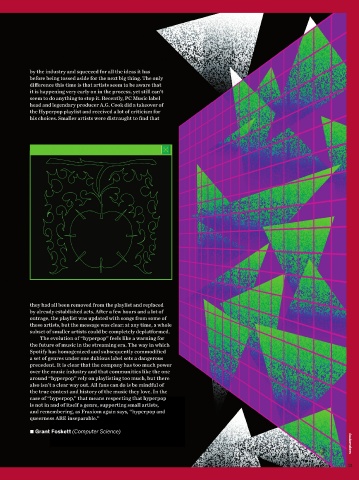 by the industry and squeezed for all the ideas it has
before being tossed aside for the next big thing. The only
difference this time is that artists seem to be aware that
it is happening very early on in the process, yet still can't
seem to do anything to stop it. Recently, PC Music label
head and legendary producer A.G. Cook did a takeover of
the Hyperpop playlist and received a lot of criticism for
his choices. Smaller artists were distraught to find that
they had all been removed from the playlist and replaced
by already established acts. After a few hours and a lot of
outrage, the playlist was updated with songs from some of
these artists, but the message was clear: at any time, a whole
subset of smaller artists could be completely deplatformed.
The evolution of "hyperpop" feels like a warning for
the future of music in the streaming era. The way in which
Spotify has homogenized and subsequently commodified
a set of genres under one dubious label sets a dangerous
precedent. It is clear that the company has too much power
over the music industry and that communities like the one
around "hyperpop" rely on playlisting too much, but there
also isn't a clear way out. All fans can do is be mindful of
the true context and history of the music they love. In the
case of "hyperpop," that means respecting that hyperpop
is not in and of itself a genre, supporting small artists,
and remembering, as Fraxiom again says, "hyperpop and
queerness ARE inseparable."
■ Grant Foskett (Computer Science)